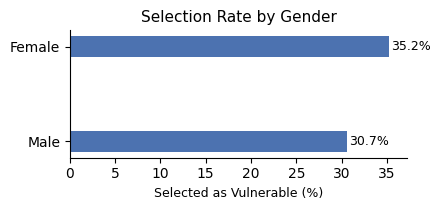 Selection Rate by Gender
Female
35.2%
Male
30.7%
0 5 10 15 20 25 30 35
Selected as Vulnerable (%)